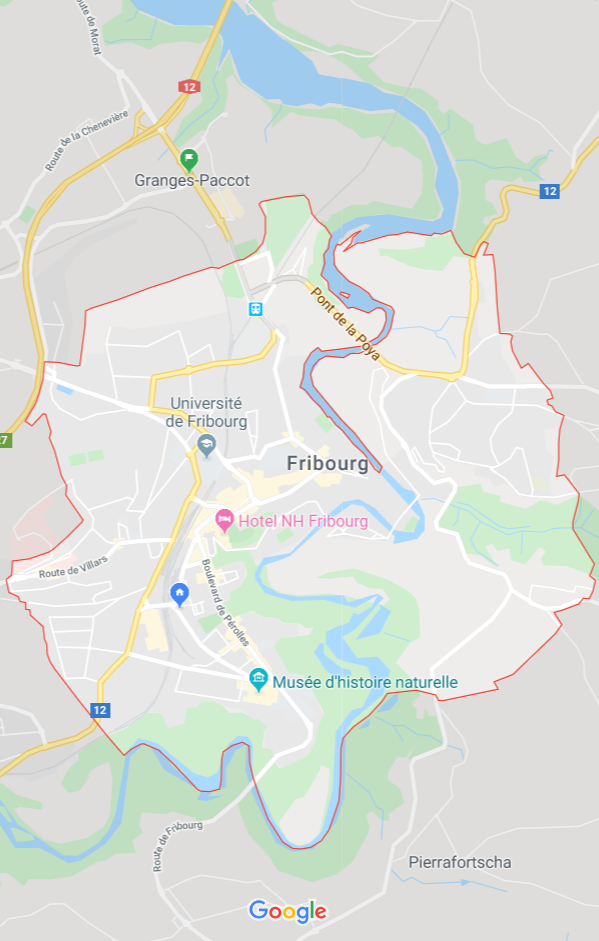 Route de Morat
12
Route de la Chenevière
Granges-Paccot
12
Pont de la Poya
Université
de Fribourg
27
Fribourg
Hotel NH Fribourg
Route de Villars
Boulevard de Pérolles
Musée d'histoire naturelle
12
Route de Fribourg
Pierrafortscha
Google